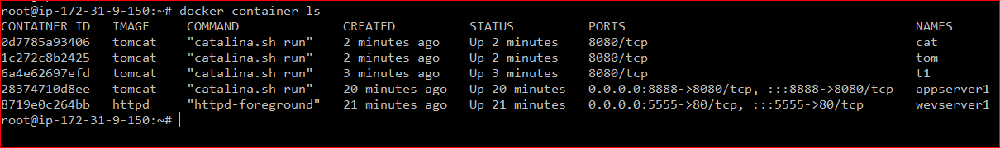 root@ip-172-31-9-150:~# docker container ls
CONTAINER ID   IMAGE     COMMAND              CREATED          STATUS          PORTS                                       NAMES
0d7785a93406   tomcat    "catalina.sh run"    2 minutes ago    Up 2 minutes    8080/tcp                                    cat
1c272c8b2425   tomcat    "catalina.sh run"    2 minutes ago    Up 2 minutes    8080/tcp                                    tom
6a4e62697efd   tomcat    "catalina.sh run"    3 minutes ago    Up 3 minutes    8080/tcp                                    t1
28374710d8ee   tomcat    "catalina.sh run"    20 minutes ago   Up 20 minutes   0.0.0.0:8888->8080/tcp, :::8888->8080/tcp   appserver1
8719e0c264bb   httpd     "httpd-foreground"   21 minutes ago   Up 21 minutes   0.0.0.0:5555->80/tcp, :::5555->80/tcp       wevserver1
root@ip-172-31-9-150:~#